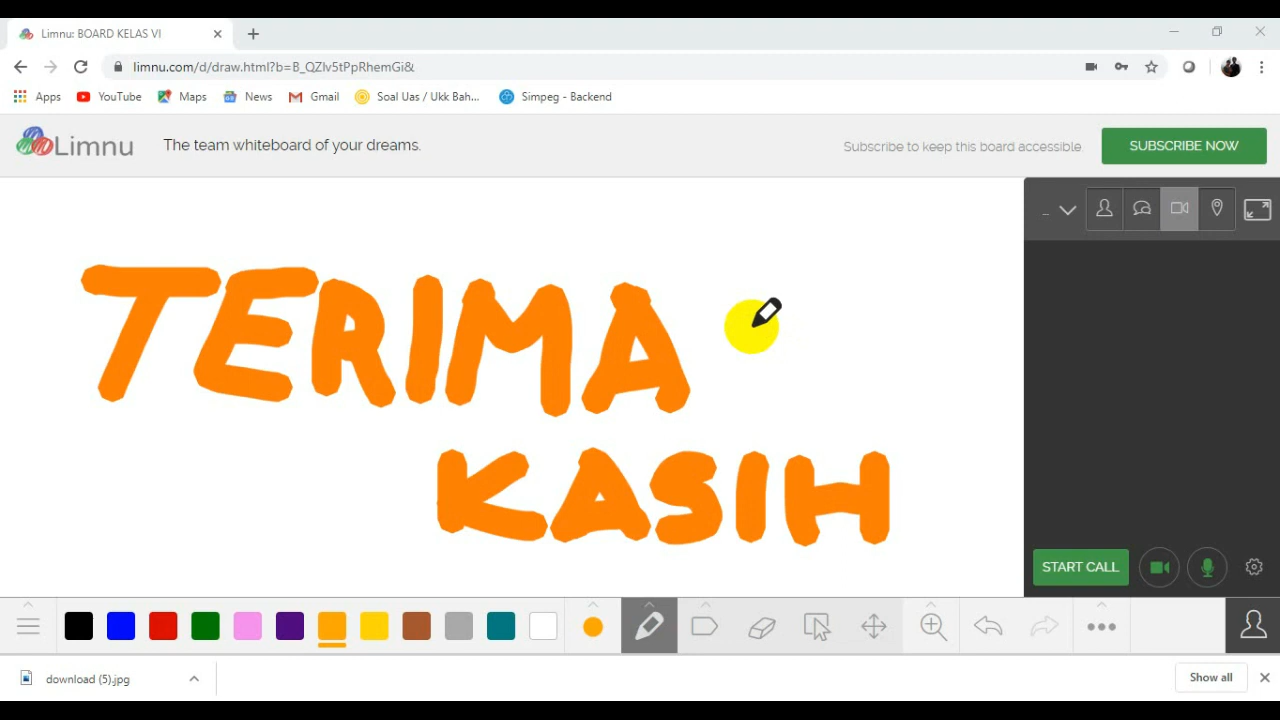 Limnu: BOARD KELAS VI
limnu.com/d/draw.html?b=B_QZIv5tPpRhemGi&
Apps YouTube Maps News Gmail Soal Uas / Ukk Bah... Simpeg - Backend
Limnu The team whiteboard of your dreams. Subscribe to keep this board accessible SUBSCRIBE NOW
TERIMA
KASIH
START CALL
download (5).jpg Show all